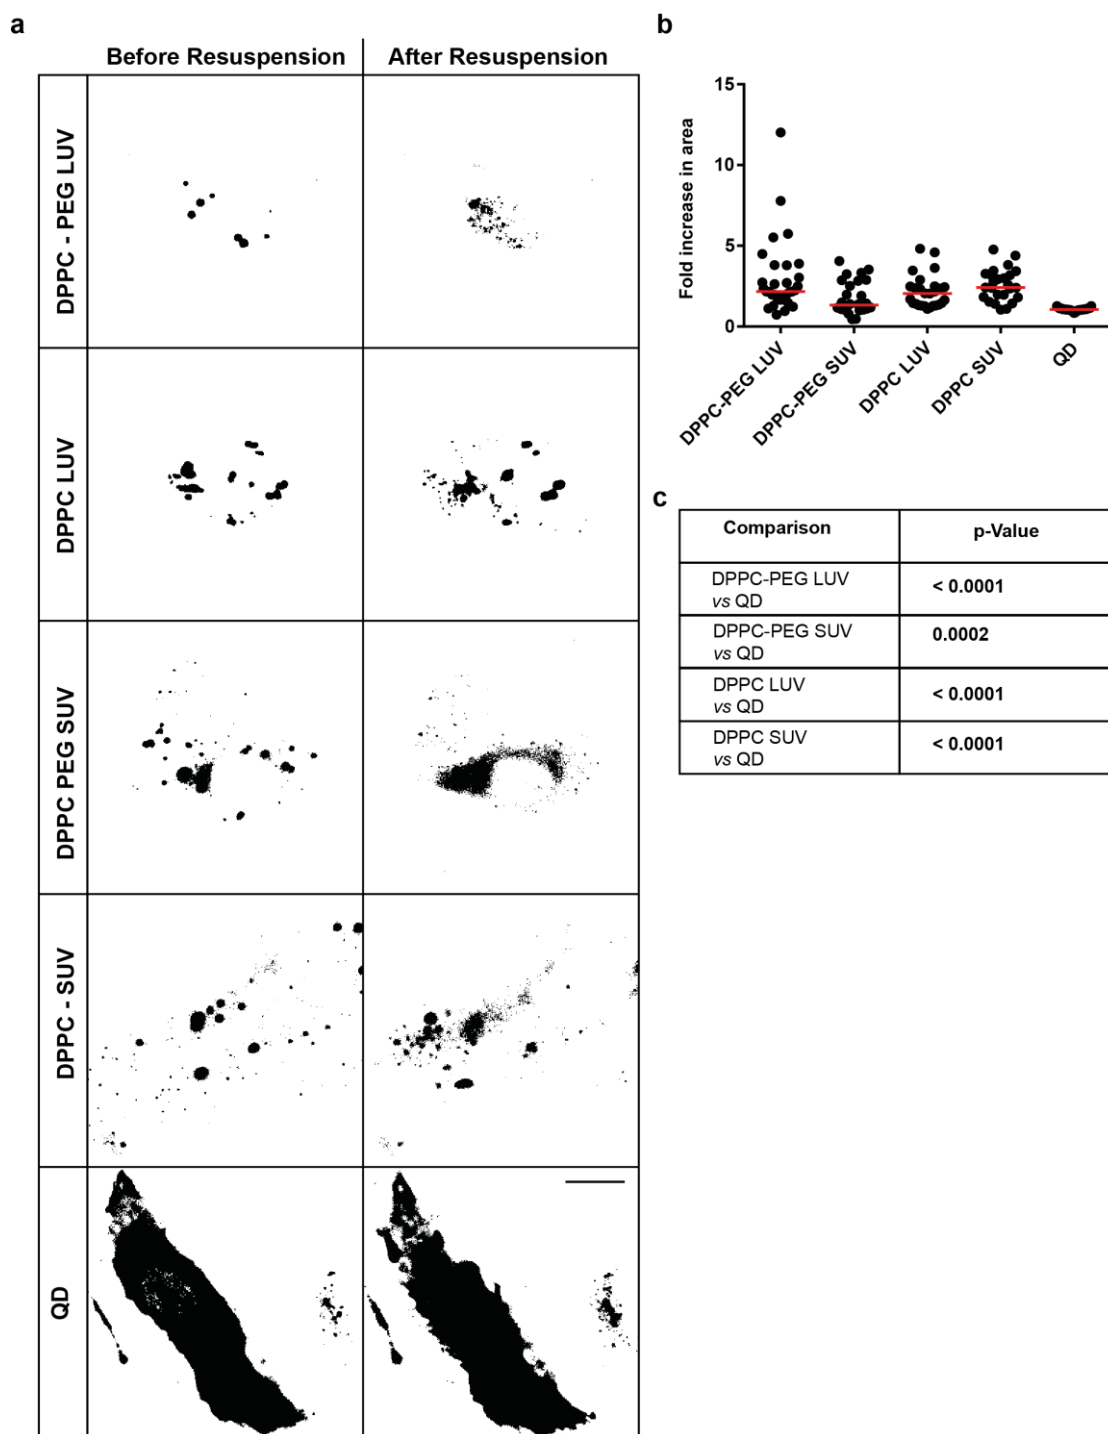 a
Before Resuspension
After Resuspension
DPPC - PEG LUV
DPPC LUV
DPPC PEG SUV
DPPC - SUV
QD
b
Fold increase in area
15
10
5
0
DPPC-PEG LUV
DPPC-PEG SUV
DPPC LUV
DPPC SUV
QD
c
Comparison
p-Value
DPPC-PEG LUV
vs QD
< 0.0001
DPPC-PEG SUV
vs QD
0.0002
DPPC LUV
vs QD
< 0.0001
DPPC SUV
vs QD
< 0.0001